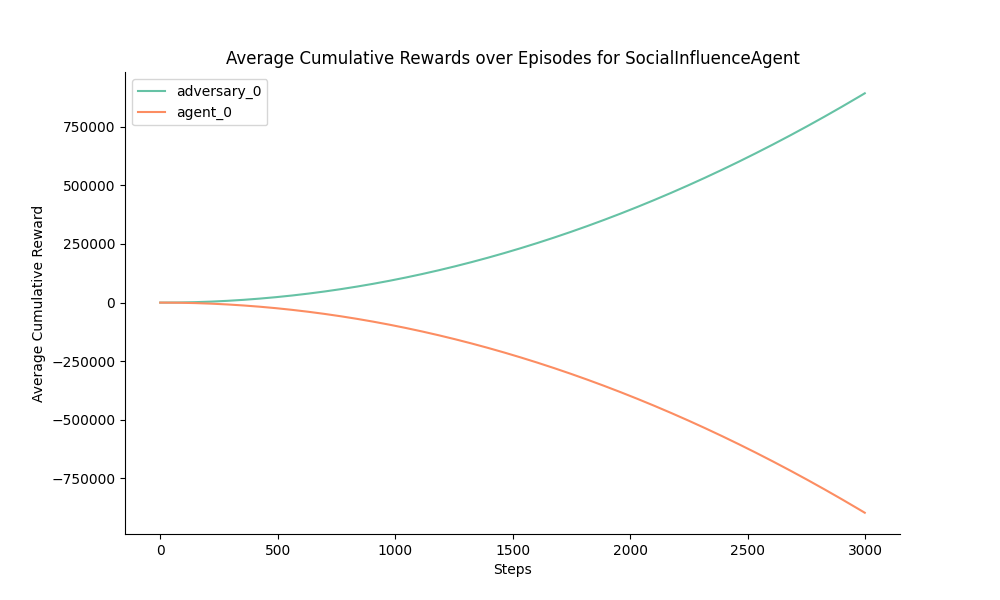 Average Cumulative Rewards over Episodes for SocialInfluenceAgent
adversary_0
agent_0
Average Cumulative Reward
750000
500000
250000
0
−250000
−500000
−750000
0
500
1000
1500
2000
2500
3000
Steps